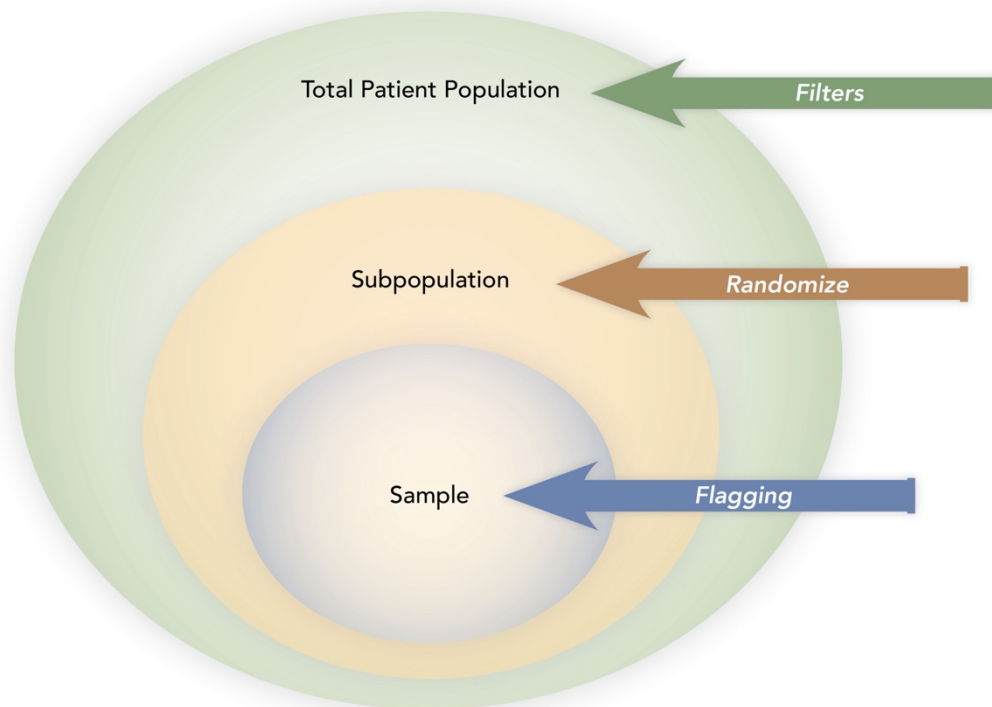 Total Patient Population
Filters
Subpopulation
Randomize
Sample
Flagging